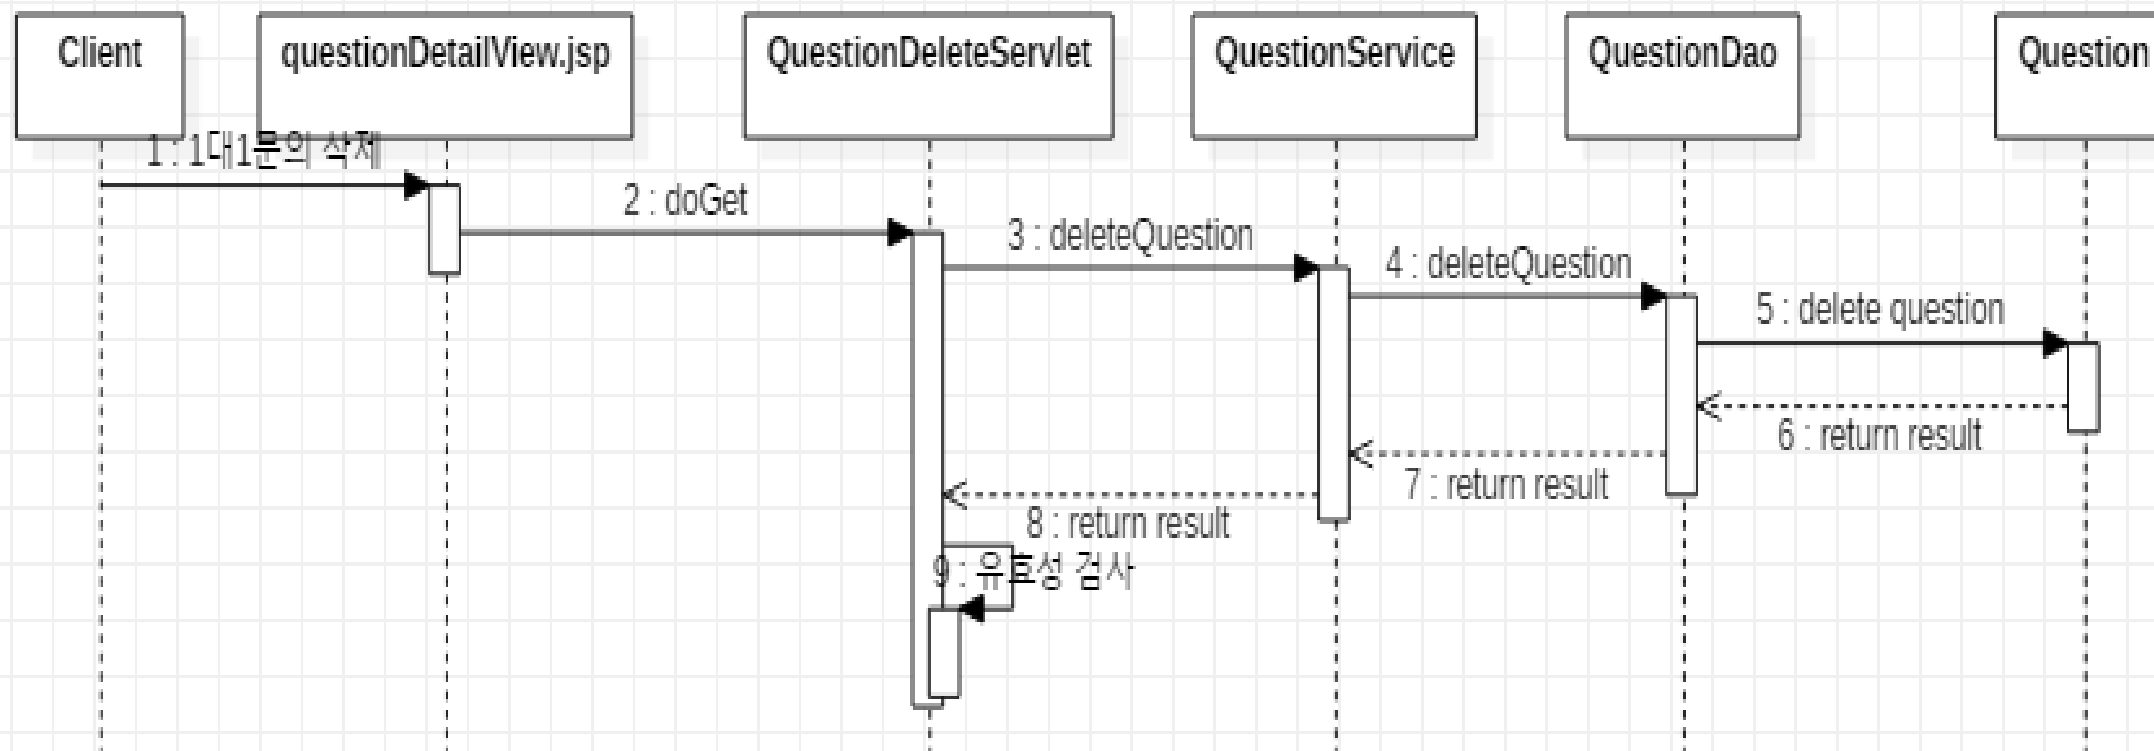 Client
questionDetailView.jsp
QuestionDeleteServlet
QuestionService
QuestionDao
Question
1 : 1대1문의 삭제
2 : doGet
3 : deleteQuestion
4 : deleteQuestion
5 : delete question
6 : return result
7 : return result
8 : return result
9 : 유효성 검사